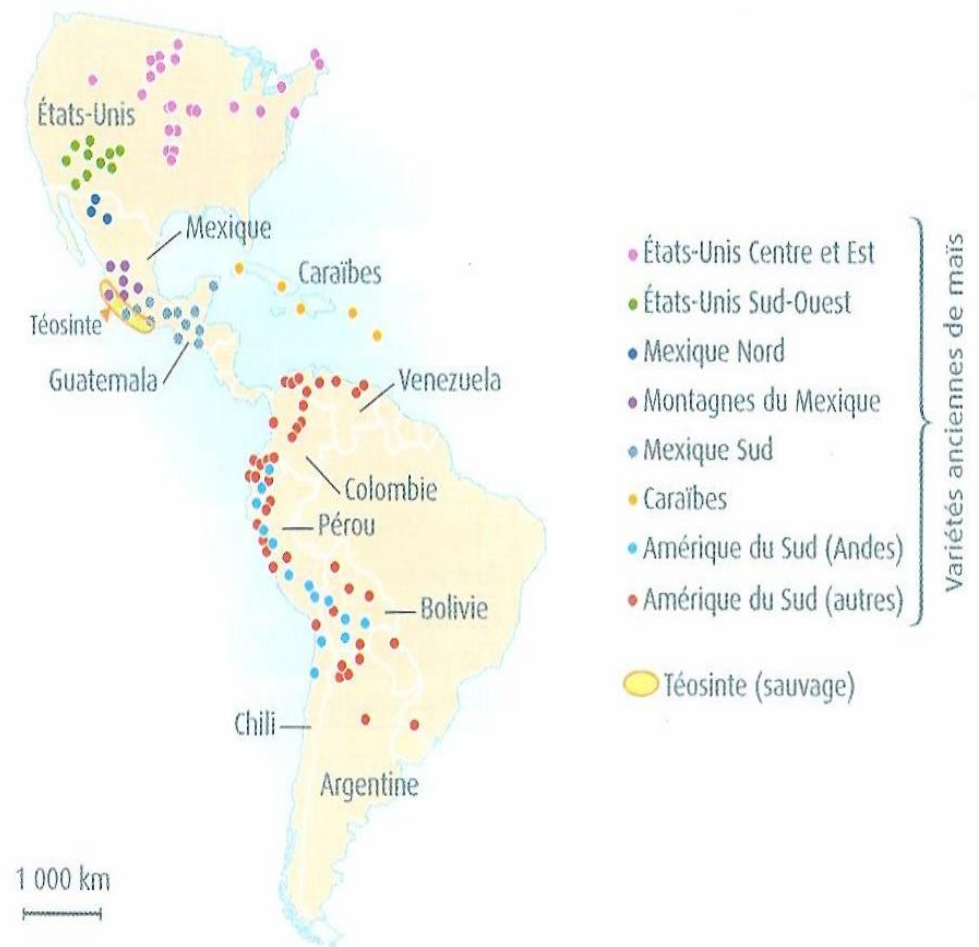 États-Unis
Mexique
Caraïbes
Téosinte
Guatemala
Venezuela
Colombie
Pérou
Bolivie
Chili
Argentine
1 000 km
États-Unis Centre et Est
États-Unis Sud-Ouest
Mexique Nord
Montagnes du Mexique
Mexique Sud
Caraïbes
Amérique du Sud (Andes)
Amérique du Sud (autres)
Téosinte (sauvage)
Variétés anciennes de maïs